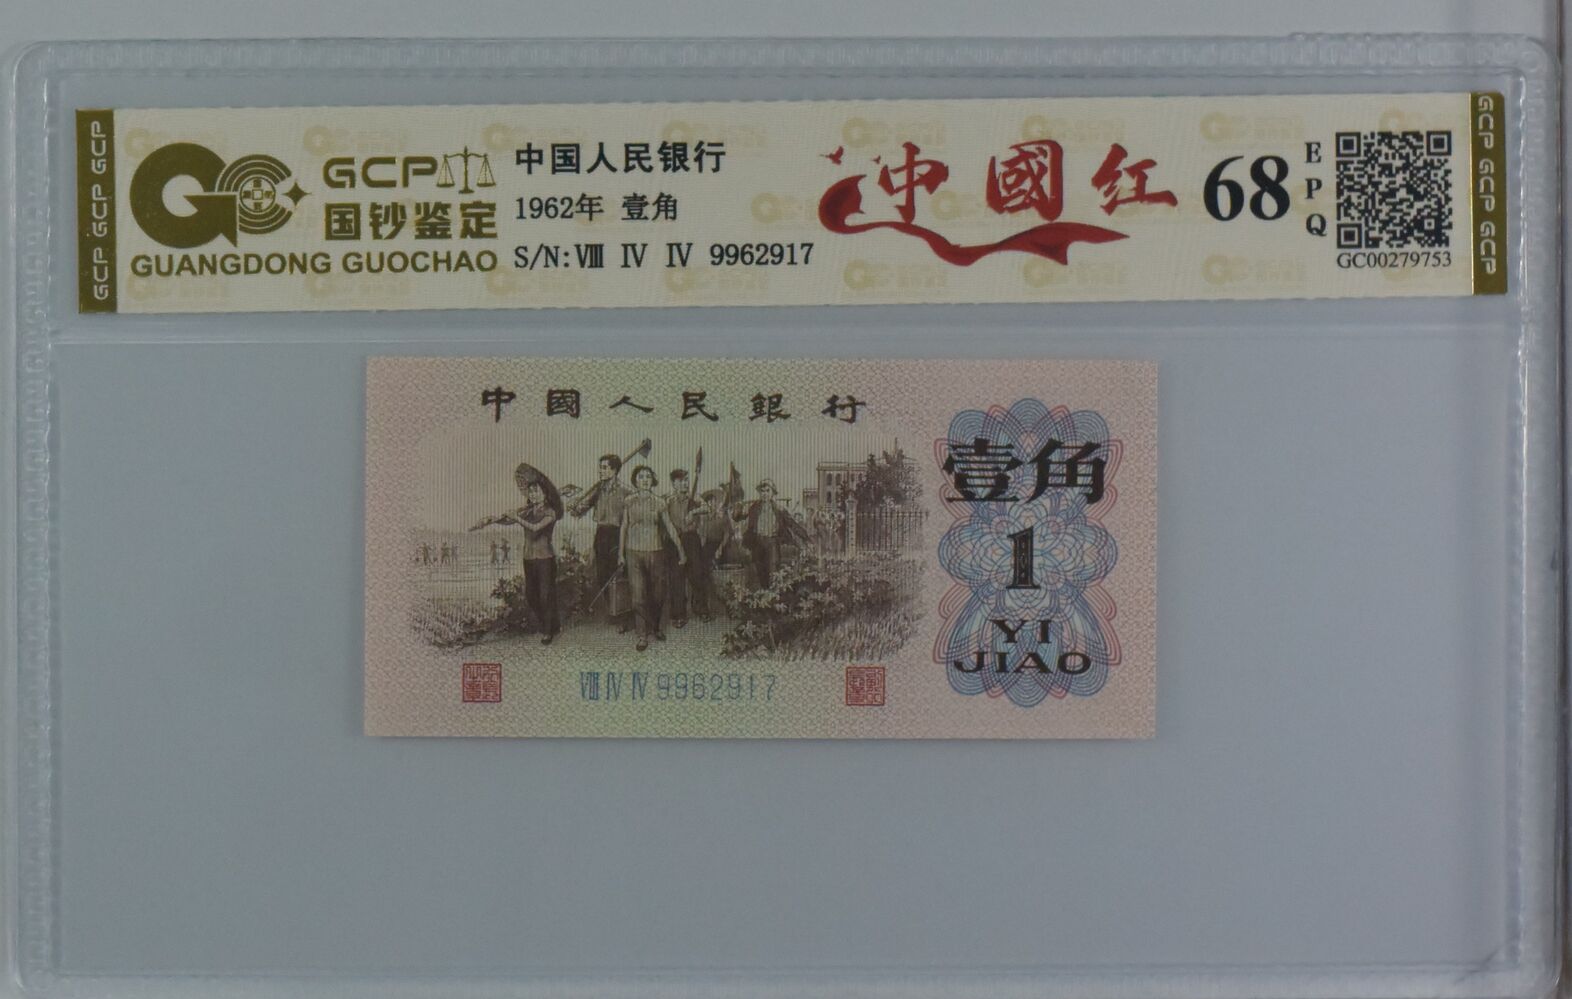 GCP GCP GCP
GCP
国钞鉴定
GUANGDONG GUOCHAO
中国人民银行
1962年 壹角
S/N:Ⅷ Ⅳ Ⅳ 9962917
中國红
68
EPQ
GC00279753
GCP GCP GCP
中國人民銀行
壹角
1
YI
JIAO
Ⅷ Ⅳ Ⅳ 9962917